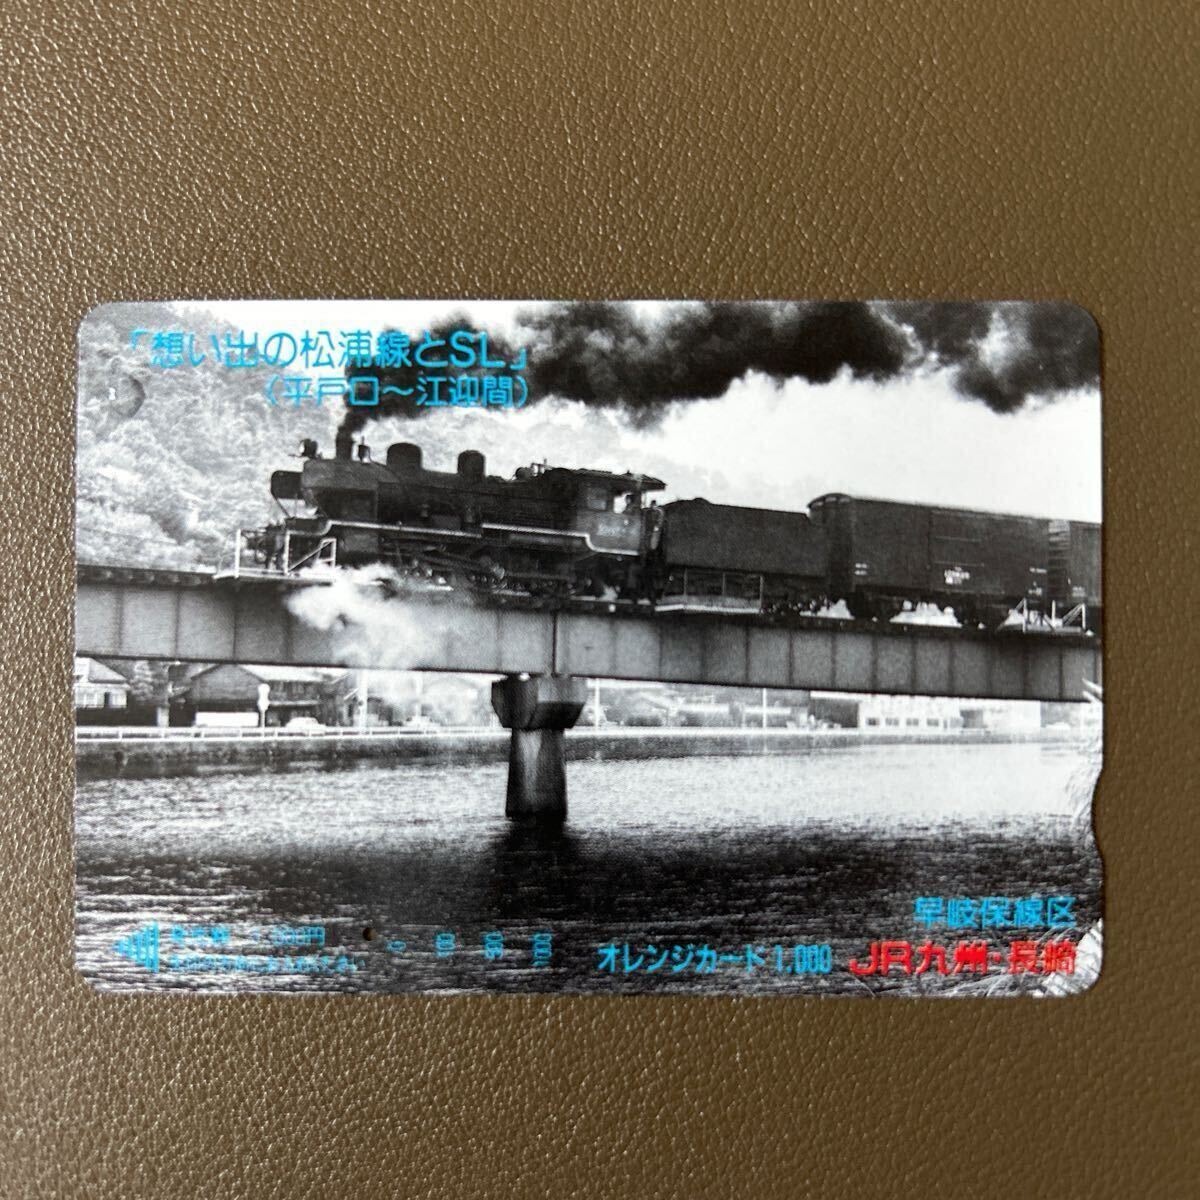 「想い出の松浦線とSL」
(平戸口～江迎間)
早岐保線区
オレンジカード 1,000
JR九州・長崎
0